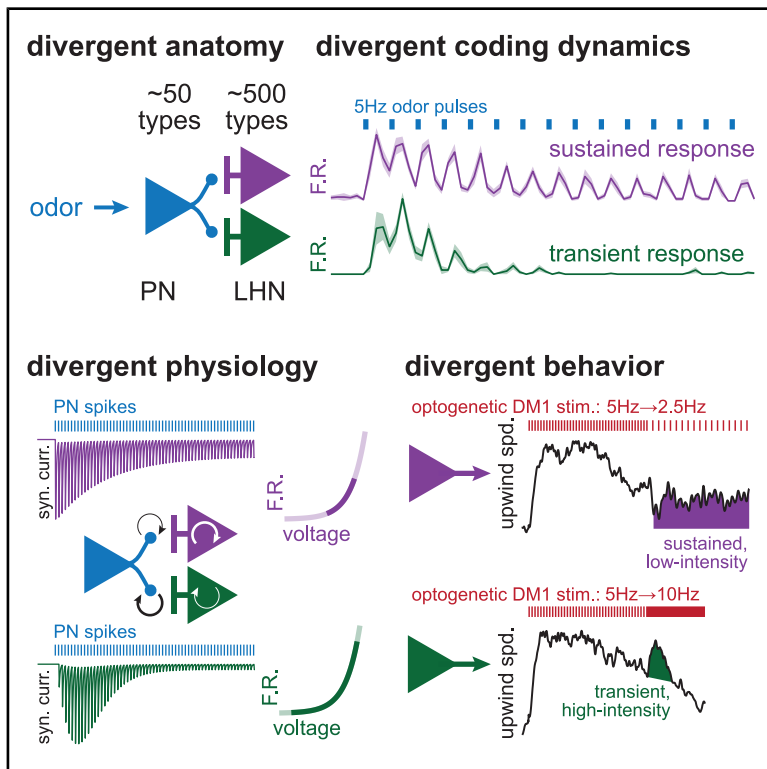 divergent anatomy
~50
types
~500
types
odor
PN
LHN
divergent coding dynamics
5Hz odor pulses
F.R.
sustained response
F.R.
transient response
divergent physiology
PN spikes
syn. curr.
F.R.
voltage
PN spikes
syn. curr.
F.R.
voltage
divergent behavior
optogenetic DM1 stim.: 5Hz→2.5Hz
upwind spd.
sustained,
low-intensity
optogenetic DM1 stim.: 5Hz→10Hz
upwind spd.
transient,
high-intensity